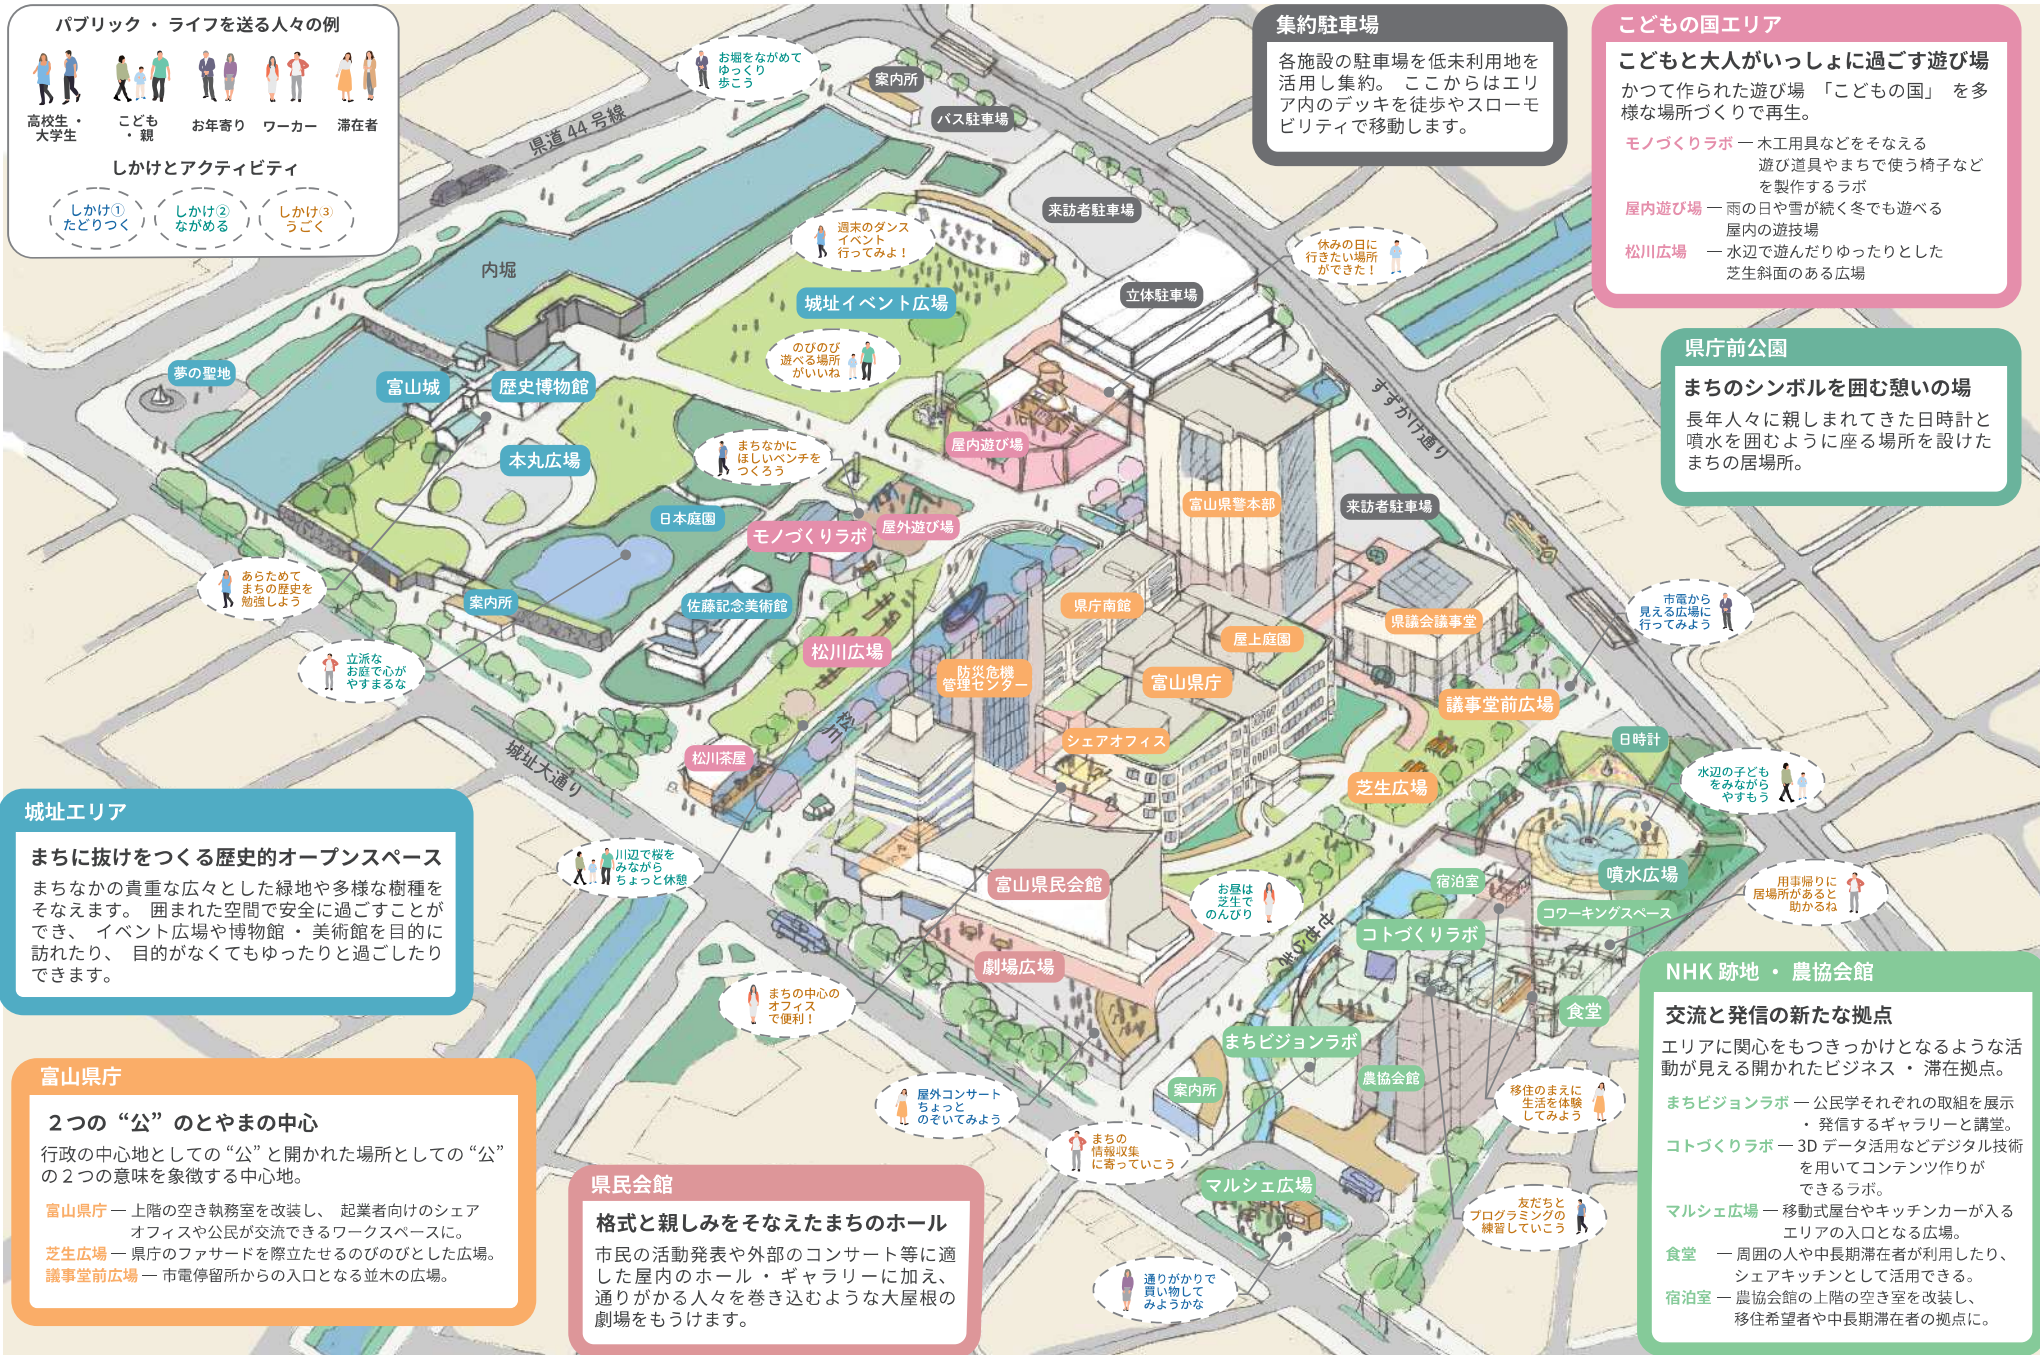 パブリック ・ ライフを送る人々の例
高校生・
大学生
こども
・親
お年寄り
ワーカー
滞在者
しかけとアクティビティ
しかけ①
たどりつく
しかけ②
ながめる
しかけ③
うごく
お堀をながめて
ゆっくり
歩こう
案内所
バス駐車場
県道44号線
来訪者駐車場
週末のダンス
イベント
行ってみよ！
内堀
城址イベント広場
立体駐車場
休みの日に
行きたい場所
ができた！
のびのび
遊べる場所
がいいね
夢の聖地
富山城
歴史博物館
すずかけ通り
まちなかに
ほしいベンチを
つくろう
屋内遊び場
本丸広場
日本庭園
モノづくりラボ
屋外遊び場
富山県警本部
来訪者駐車場
あらためて
まちの歴史を
勉強しよう
案内所
佐藤記念美術館
県庁南館
県議会議事堂
市電から
見える広場に
行ってみよう
屋上庭園
立派な
お庭で心が
やすまるな
松川広場
防災危機
管理センター
富山県庁
議事堂前広場
松川
シェアオフィス
日時計
城址大通り
松川茶屋
芝生広場
水辺の子ども
をみながら
やすもう
川辺で桜を
みながら
ちょっと休憩
富山県民会館
お昼は
芝生で
のんびり
宿泊室
噴水広場
用事帰りに
居場所があると
助かるね
コワーキングスペース
コトづくりラボ
劇場広場
まちの中心の
オフィス
で便利！
食堂
まちビジョンラボ
農協会館
案内所
屋外コンサート
ちょっと
のぞいてみよう
移住のまえに
生活を体験
してみよう
まちの
情報収集
に寄っていこう
マルシェ広場
友だちと
プログラミングの
練習していこう
通りがかりで
買い物して
みようかな
集約駐車場
各施設の駐車場を低未利用地を
活用し集約。 ここからはエリ
ア内のデッキを徒歩やスローモ
ビリティで移動します。
こどもの国エリア
こどもと大人がいっしょに過ごす遊び場
かつて作られた遊び場 「こどもの国」 を多
様な場所づくりで再生。
モノづくりラボ ― 木工用具などをそなえる
遊び道具やまちで使う椅子など
を製作するラボ
屋内遊び場 ― 雨の日や雪が続く冬でも遊べる
屋内の遊技場
松川広場 ― 水辺で遊んだりゆったりとした
芝生斜面のある広場
県庁前公園
まちのシンボルを囲む憩いの場
長年人々に親しまれてきた日時計と
噴水を囲むように座る場所を設けた
まちの居場所。
城址エリア
まちに抜けをつくる歴史的オープンスペース
まちなかの貴重な広々とした緑地や多様な樹種を
そなえます。 囲まれた空間で安全に過ごすことが
でき、 イベント広場や博物館 ・ 美術館を目的に
訪れたり、 目的がなくてもゆったりと過ごしたり
できます。
富山県庁
２つの “公” のとやまの中心
行政の中心地としての “公” と開かれた場所としての “公”
の２つの意味を象徴する中心地。
富山県庁 ― 上階の空き執務室を改装し、 起業者向けのシェア
オフィスや公民が交流できるワークスペースに。
芝生広場 ― 県庁のファサードを際立たせるのびのびとした広場。
議事堂前広場 ― 市電停留所からの入口となる並木の広場。
県民会館
格式と親しみをそなえたまちのホール
市民の活動発表や外部のコンサート等に適
した屋内のホール ・ ギャラリーに加え、
通りがかる人々を巻き込むような大屋根の
劇場をもうけます。
NHK 跡地 ・ 農協会館
交流と発信の新たな拠点
エリアに関心をもつきっかけとなるような活
動が見える開かれたビジネス ・ 滞在拠点。
まちビジョンラボ ― 公民学それぞれの取組を展示
・ 発信するギャラリーと講堂。
コトづくりラボ ― 3D データ活用などデジタル技術
を用いてコンテンツ作りが
できるラボ。
マルシェ広場 ― 移動式屋台やキッチンカーが入る
エリアの入口となる広場。
食堂 ― 周囲の人や中長期滞在者が利用したり、
シェアキッチンとして活用できる。
宿泊室 ― 農協会館の上階の空き室を改装し、
移住希望者や中長期滞在者の拠点に。